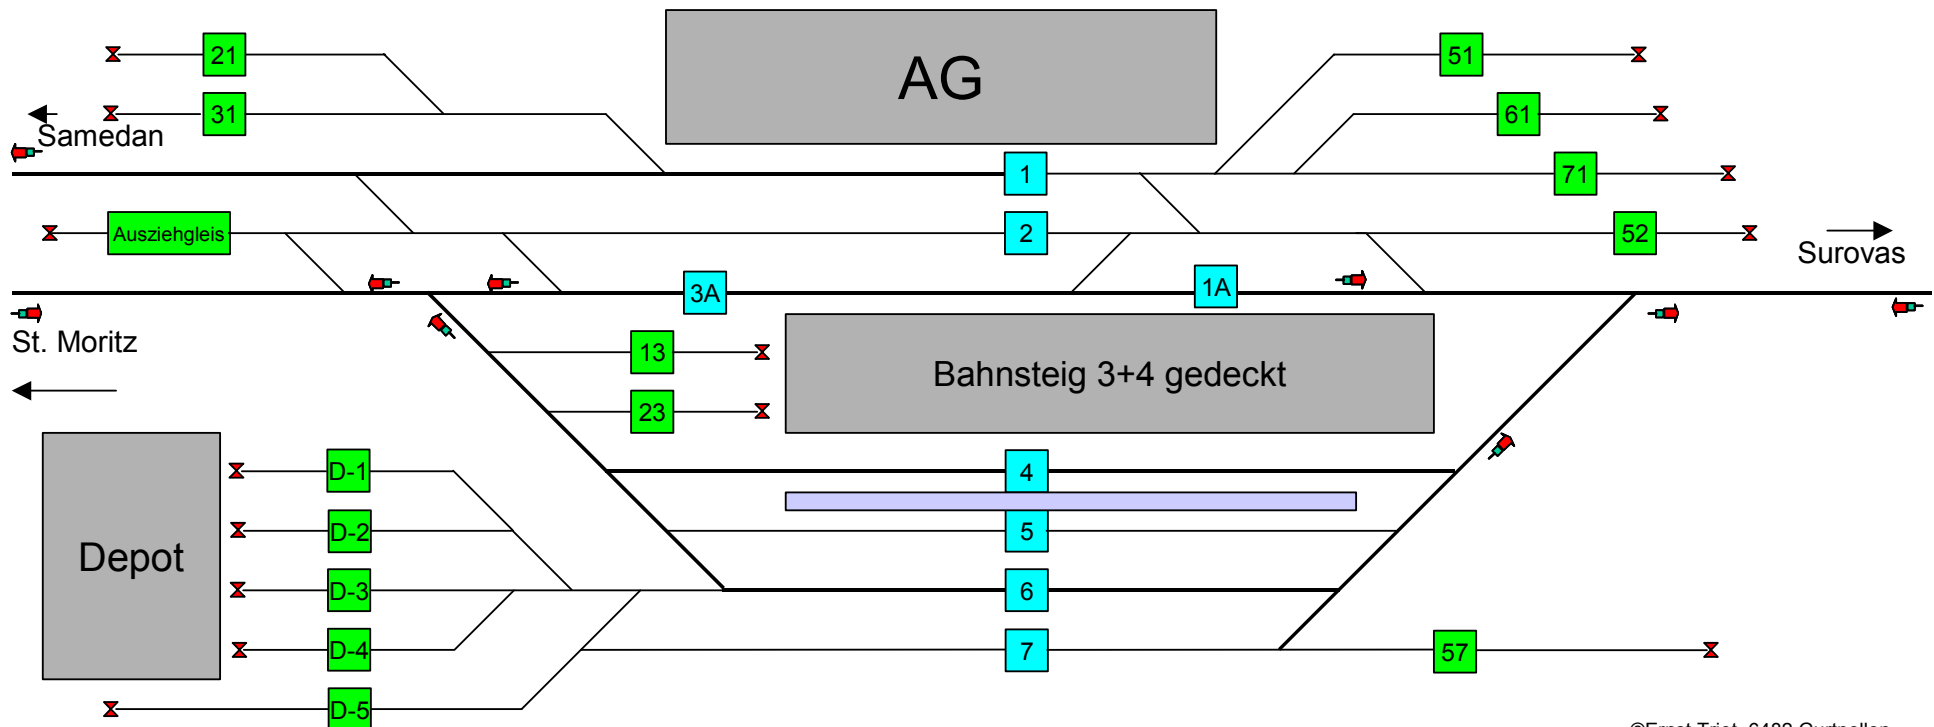 21
AG
51
31
Samedan
61
1
71
Ausziehgleis
2
52
Surovas
3A
1A
St. Moritz
13
Bahnsteig 3+4 gedeckt
23
D-1
4
Depot
D-2
5
D-3
6
D-4
7
57
D-5